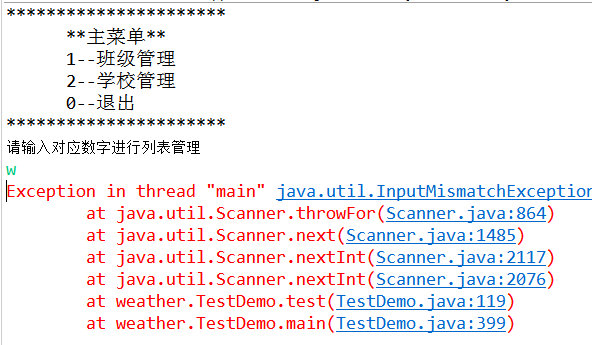 **********************
**主菜单**
1--班级管理
2--学校管理
0--退出
**********************
请输入对应数字进行列表管理
w
Exception in thread "main" java.util.InputMismatchException
at java.util.Scanner.throwFor(Scanner.java:864)
at java.util.Scanner.next(Scanner.java:1485)
at java.util.Scanner.nextInt(Scanner.java:2117)
at java.util.Scanner.nextInt(Scanner.java:2076)
at weather.TestDemo.test(TestDemo.java:119)
at weather.TestDemo.main(TestDemo.java:399)